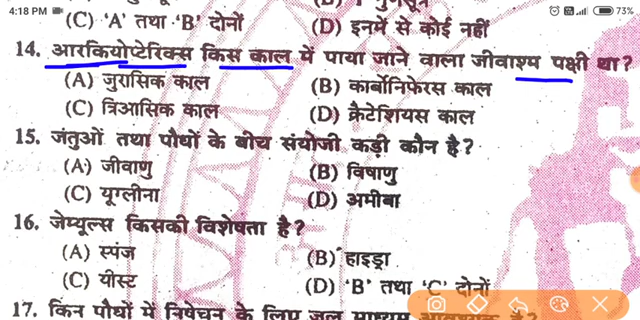 4:18 PM 73%
(C) ‘A’ तथा ‘B’ दोनों (D) इनमें से कोई नहीं
14. आरकियोप्टेरिक्स किस काल में पाया जाने वाला जीवाश्म पक्षी था?
(A) जुरासिक काल (B) कार्बोनिफेरस काल
(C) त्रिआसिक काल (D) क्रैटेशियस काल
15. जंतुओं तथा पौधों के बीच संयोजी कड़ी कौन है?
(A) जीवाणु (B) विषाणु
(C) यूग्लीना (D) अमीबा
16. जेम्यूल्स किसकी विशेषता है?
(A) स्पंज (B) हाइड्रा
(C) यीस्ट (D) ‘B’ तथा ‘C’ दोनों
17. किन पौधों में निषेचन के लिए जल माध्यम